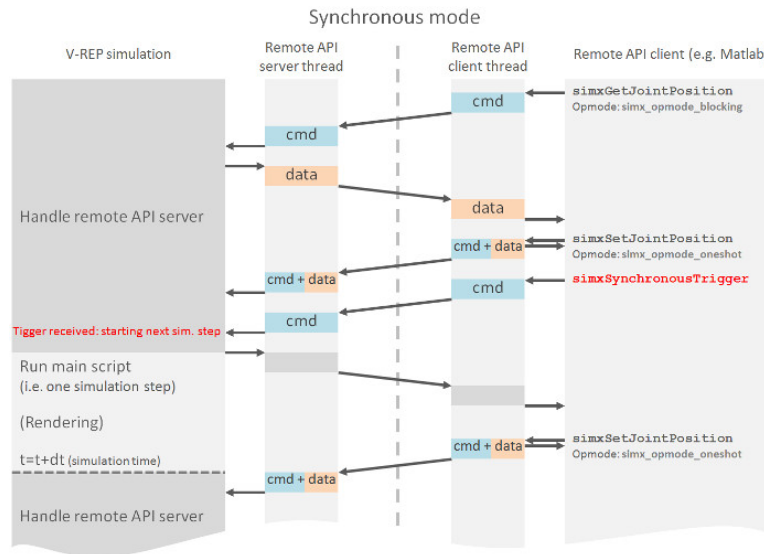 Synchronous mode
V-REP simulation
Remote API
server thread
Remote API
client thread
Remote API client (e.g. Matlab
simxGetJointPosition
Opmode: simx_opmode_blocking
cmd
cmd
data
data
Handle remote API server
simxSetJointPosition
Opmode: simx_opmode_oneshot
cmd + data
cmd + data
simxSynchronousTrigger
cmd
cmd
Tigger received: starting next sim. step
Run main script
(i.e. one simulation step)
(Rendering)
t=t+dt (simulation time)
simxSetJointPosition
Opmode: simx_opmode_oneshot
cmd + data
cmd + data
Handle remote API server